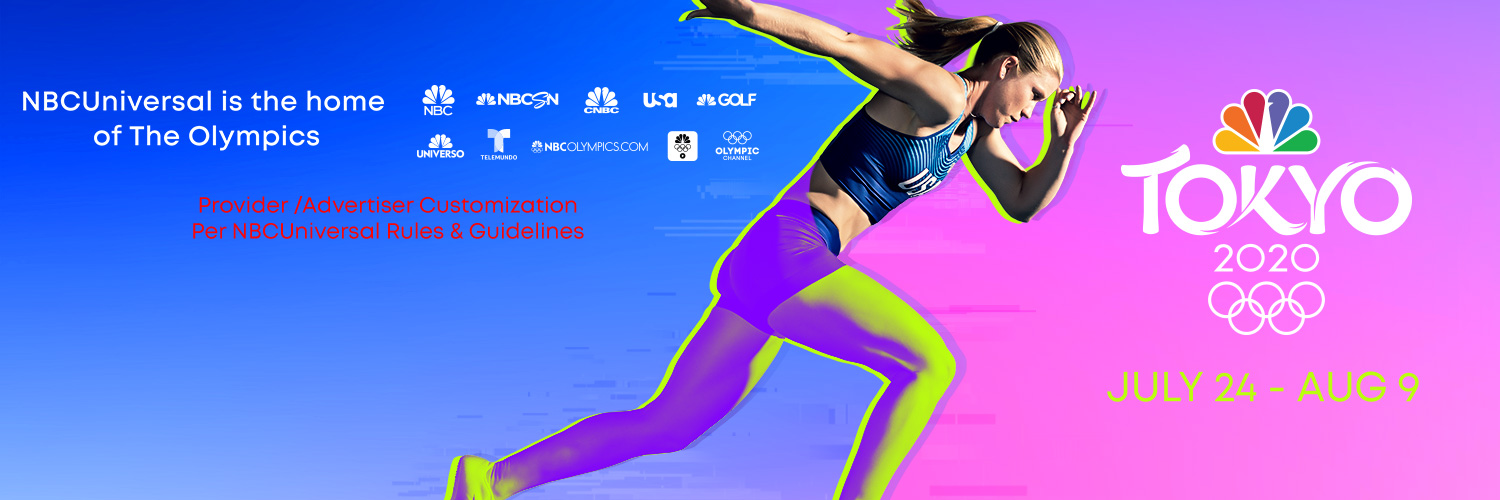 NBCUniversal is the home
of The Olympics
NBC
NBCSN
CNBC
USA
GOLF
UNIVERSO
TELEMUNDO
NBCOLYMPICS.COM
OLYMPIC
CHANNEL
Provider /Advertiser Customization
Per NBCUniversal Rules & Guidelines
US
TOKYO
2020
JULY 24 - AUG 9